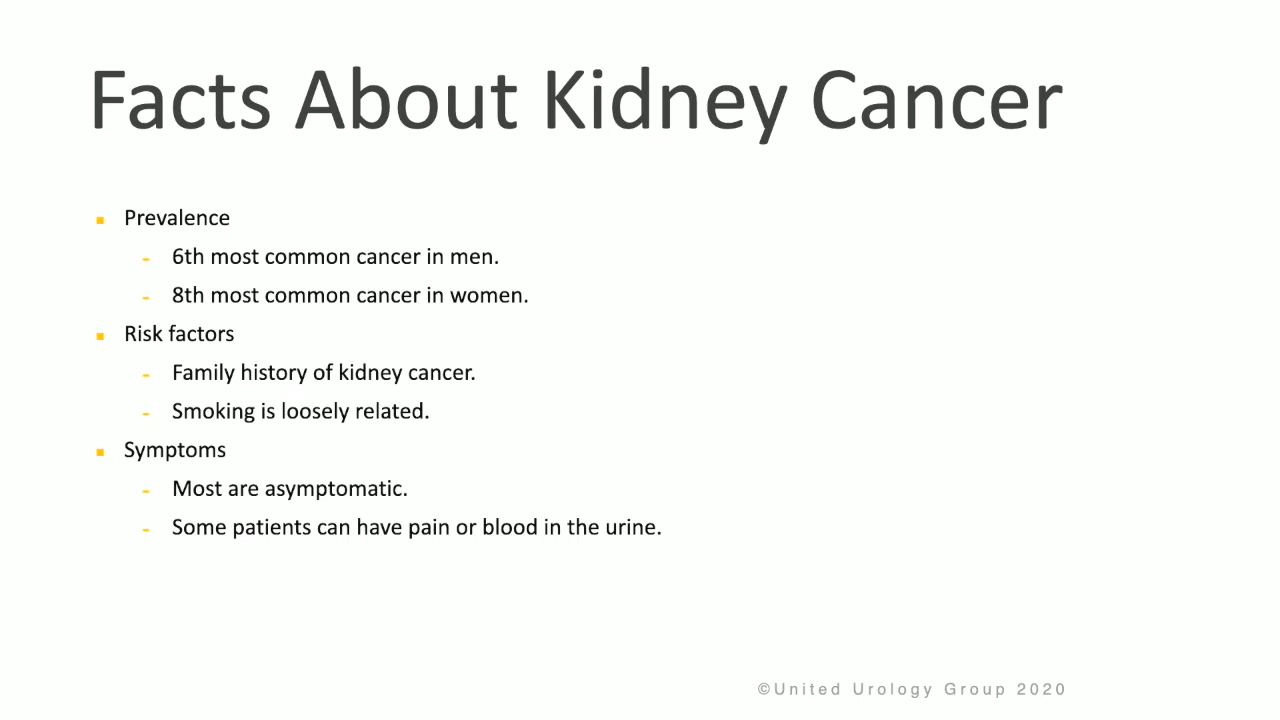 Facts About Kidney Cancer
Prevalence
6th most common cancer in men.
8th most common cancer in women.
Risk factors
Family history of kidney cancer.
Smoking is loosely related.
Symptoms
Most are asymptomatic.
Some patients can have pain or blood in the urine.
©United Urology Group 2020